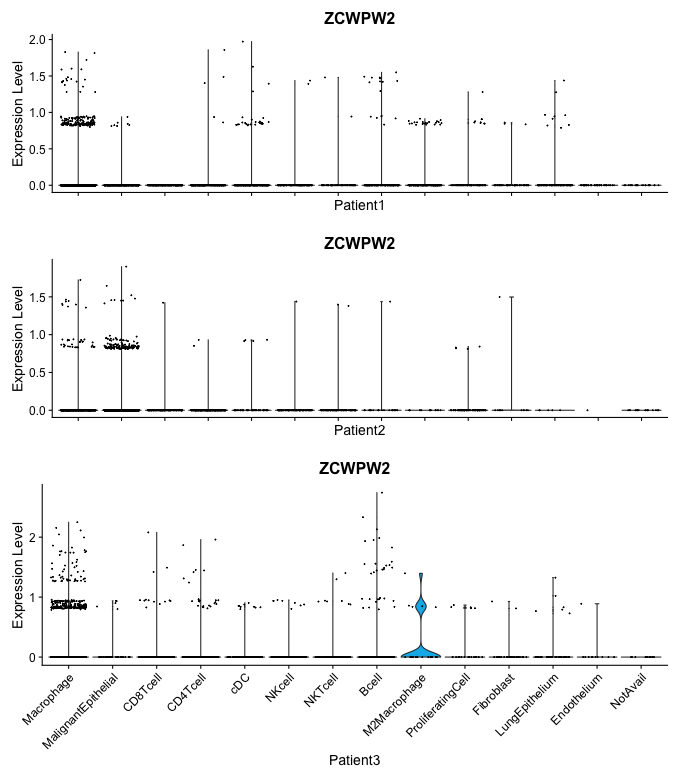 ZCWPW2
Expression Level
2.0
1.5
1.0
0.5
0.0
Patient1
ZCWPW2
Expression Level
1.5
1.0
0.5
0.0
Patient2
ZCWPW2
Expression Level
2
1
0
Macrophage
MalignantEpithelial
CD8Tcell
CD4Tcell
cDC
NKcell
NKTcell
Bcell
M2Macrophage
ProliferatingCell
Fibroblast
LungEpithelium
Endothelium
NotAvail
Patient3